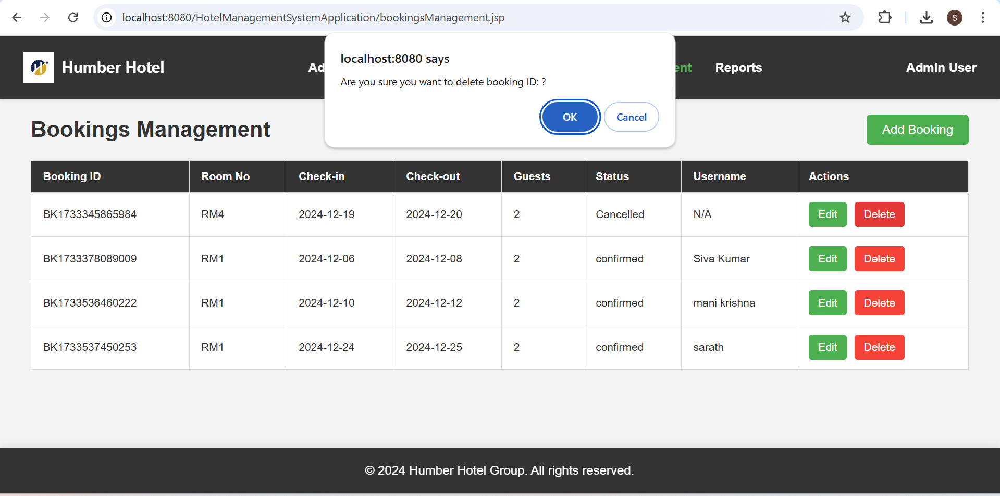 localhost:8080/HotelManagementSystemApplication/bookingsManagement.jsp
S
localhost:8080 says
Are you sure you want to delete booking ID: ?
OK
Cancel
Humber Hotel
Reports
Admin User
Bookings Management
Add Booking
Booking ID Room No Check-in Check-out Guests Status Username Actions
BK1733345865984 RM4 2024-12-19 2024-12-20 2 Cancelled N/A Edit Delete
BK1733378089009 RM1 2024-12-06 2024-12-08 2 confirmed Siva Kumar Edit Delete
BK1733536460222 RM1 2024-12-10 2024-12-12 2 confirmed mani krishna Edit Delete
BK1733537450253 RM1 2024-12-24 2024-12-25 2 confirmed sarath Edit Delete
© 2024 Humber Hotel Group. All rights reserved.